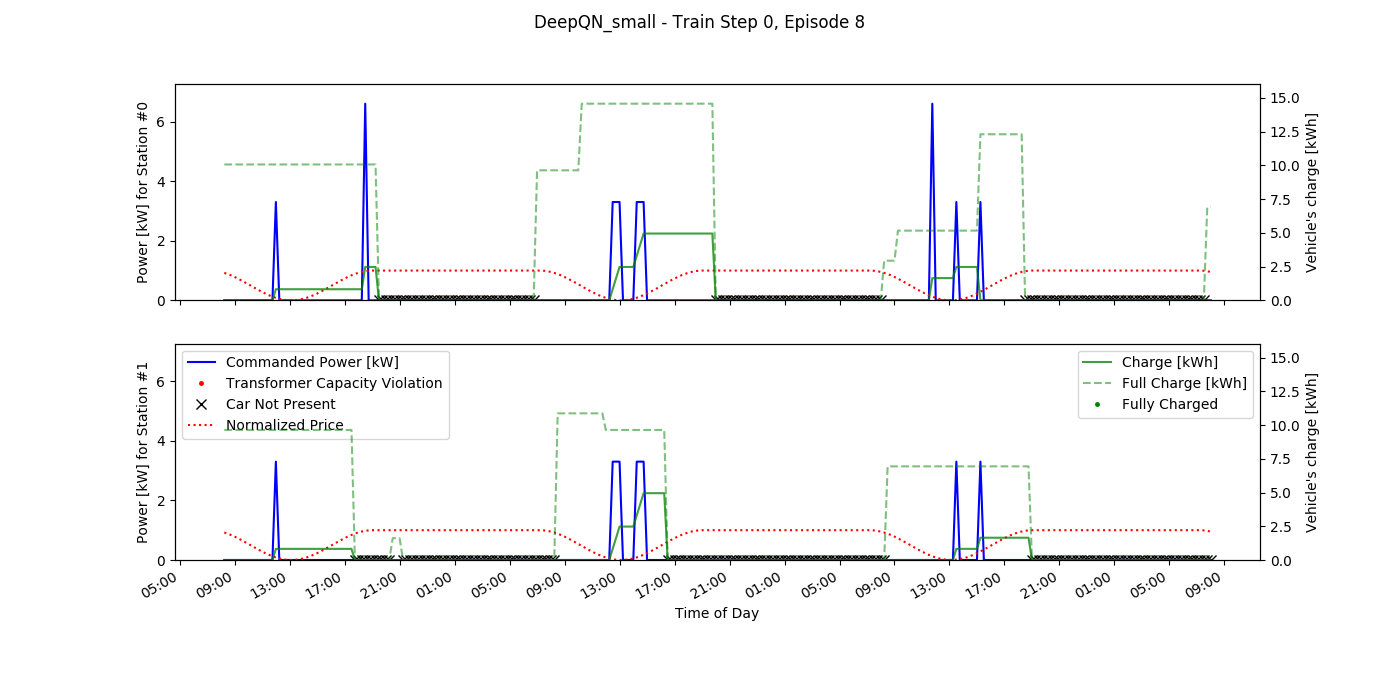 DeepQN_small - Train Step 0, Episode 8
Power [kW] for Station #0
6
4
2
0
15.0
12.5
10.0
7.5
5.0
2.5
0.0
Vehicle's charge [kWh]
Power [kW] for Station #1
6
4
2
0
Commanded Power [kW]
Transformer Capacity Violation
Car Not Present
Normalized Price
Charge [kWh]
Full Charge [kWh]
Fully Charged
15.0
12.5
10.0
7.5
5.0
2.5
0.0
Vehicle's charge [kWh]
05:00 09:00 13:00 17:00 21:00 01:00 05:00 09:00 13:00 17:00 21:00 01:00 05:00 09:00 13:00 17:00 21:00 01:00 05:00 09:00
Time of Day